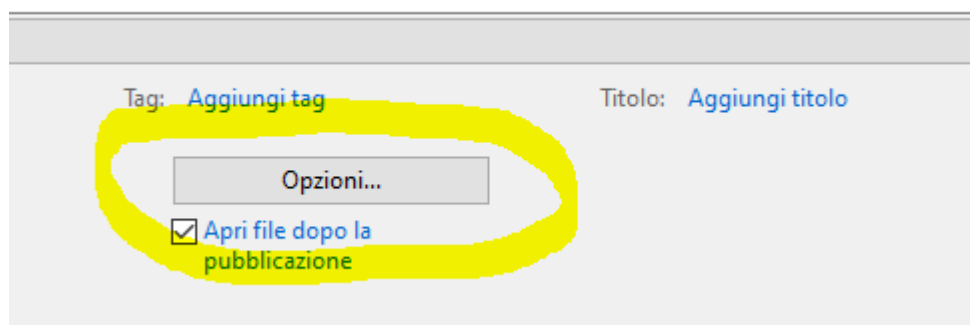 Tag: Aggiungi tag Titolo: Aggiungi titolo
Opzioni...
Apri file dopo la
pubblicazione